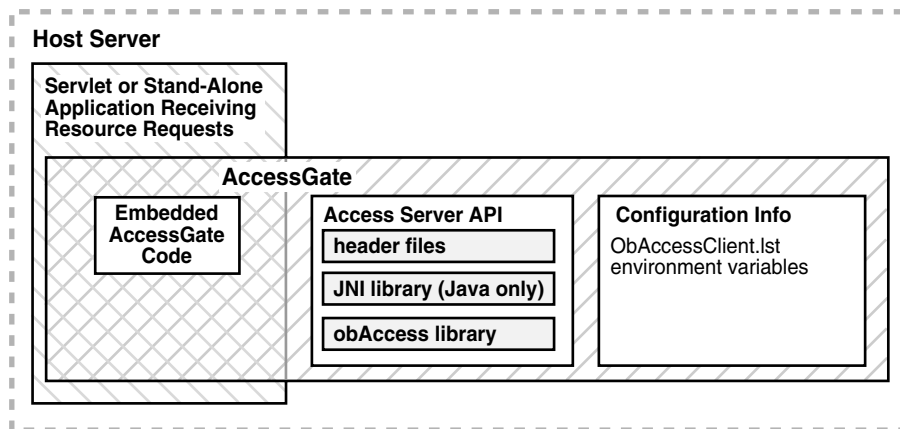 Host Server
Servlet or Stand-Alone
Application Receiving
Resource Requests
AccessGate
Embedded
AccessGate
Code
Access Server API
header files
JNI library (Java only)
obAccess library
Configuration Info
ObAccessClient.lst
environment variables